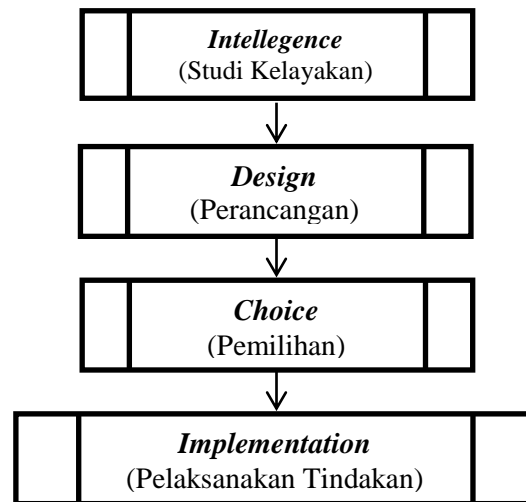 Intellegence
(Studi Kelayakan)
Design
(Perancangan)
Choice
(Pemilihan)
Implementation
(Pelaksanakan Tindakan)